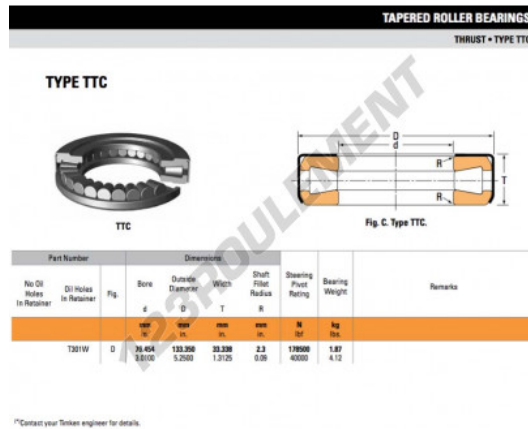 TAPERED ROLLER BEARINGS
THRUST • TYPE TTC
TYPE TTC
D
d
R
T
R
TTC
Fig. C. Type TTC.
Part Number
Dimensions
No Oil Holes In Retainer
Oil Holes In Retainer
Fig.
Bore
Outside Diameter
Width
Shaft Fillet Radius
Steering Pivot Rating
Bearing Weight
Remarks
d
D
T
R
mm mm mm mm N kg
in. in. in. in. lbf lbs.
T301W D 76.454 133.350 33.338 2.3 178500 1.87
3.0100 5.2500 1.3125 0.09 40000 4.12
123ROULEMENT
Contact your Timken engineer for details.